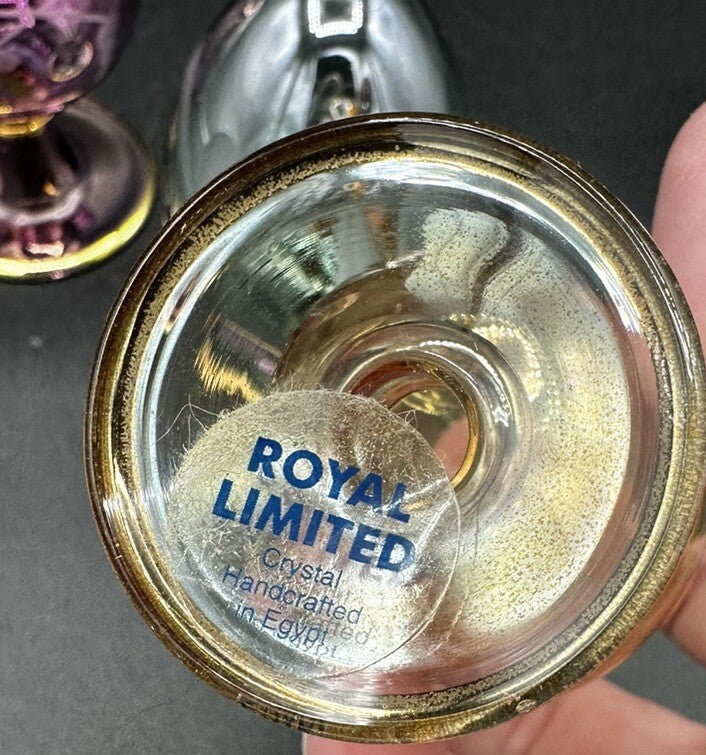 ROYAL
LIMITED
Crystal
Handcrafted
in Egypt